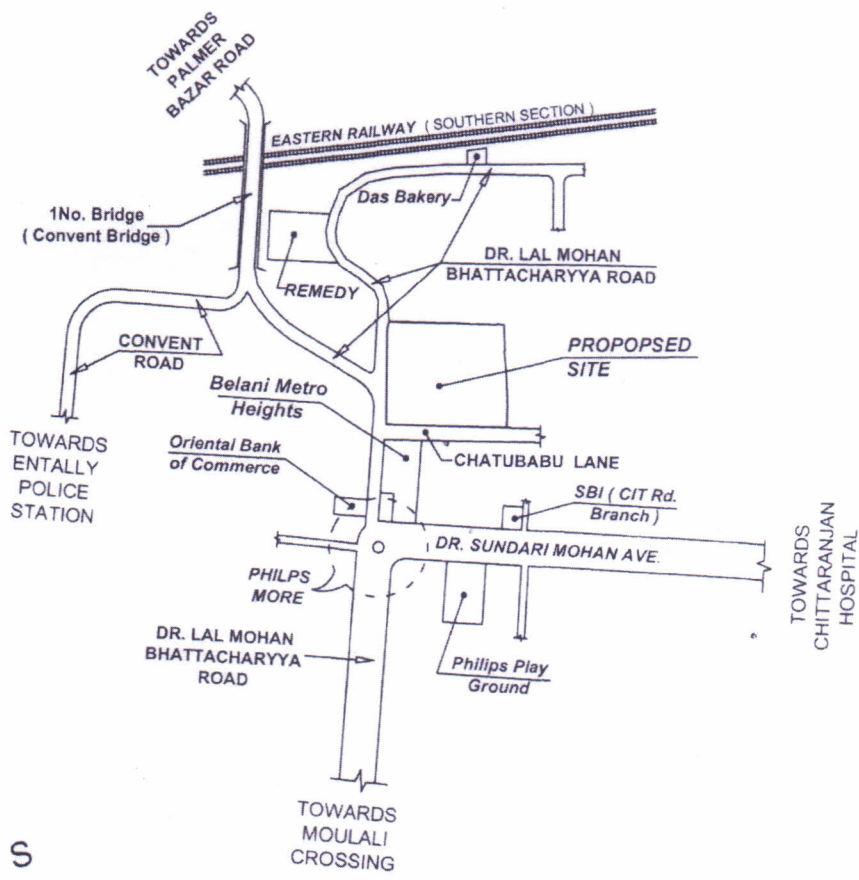 TOWARDS
PALMER
BAZAR ROAD
EASTERN RAILWAY ( SOUTHERN SECTION )
Das Bakery
1No. Bridge
( Convent Bridge )
DR. LAL MOHAN
BHATTACHARYYA ROAD
REMEDY
CONVENT
ROAD
PROPOPSED
SITE
Belani Metro
Heights
TOWARDS
ENTALLY
POLICE
STATION
Oriental Bank
of Commerce
CHATUBABU LANE
SBI ( CIT Rd.
Branch )
DR. SUNDARI MOHAN AVE.
TOWARDS
CHITTARANJAN
HOSPITAL
PHILPS
MORE
DR. LAL MOHAN
BHATTACHARYYA
ROAD
Philips Play
Ground
TOWARDS
MOULALI
CROSSING
S